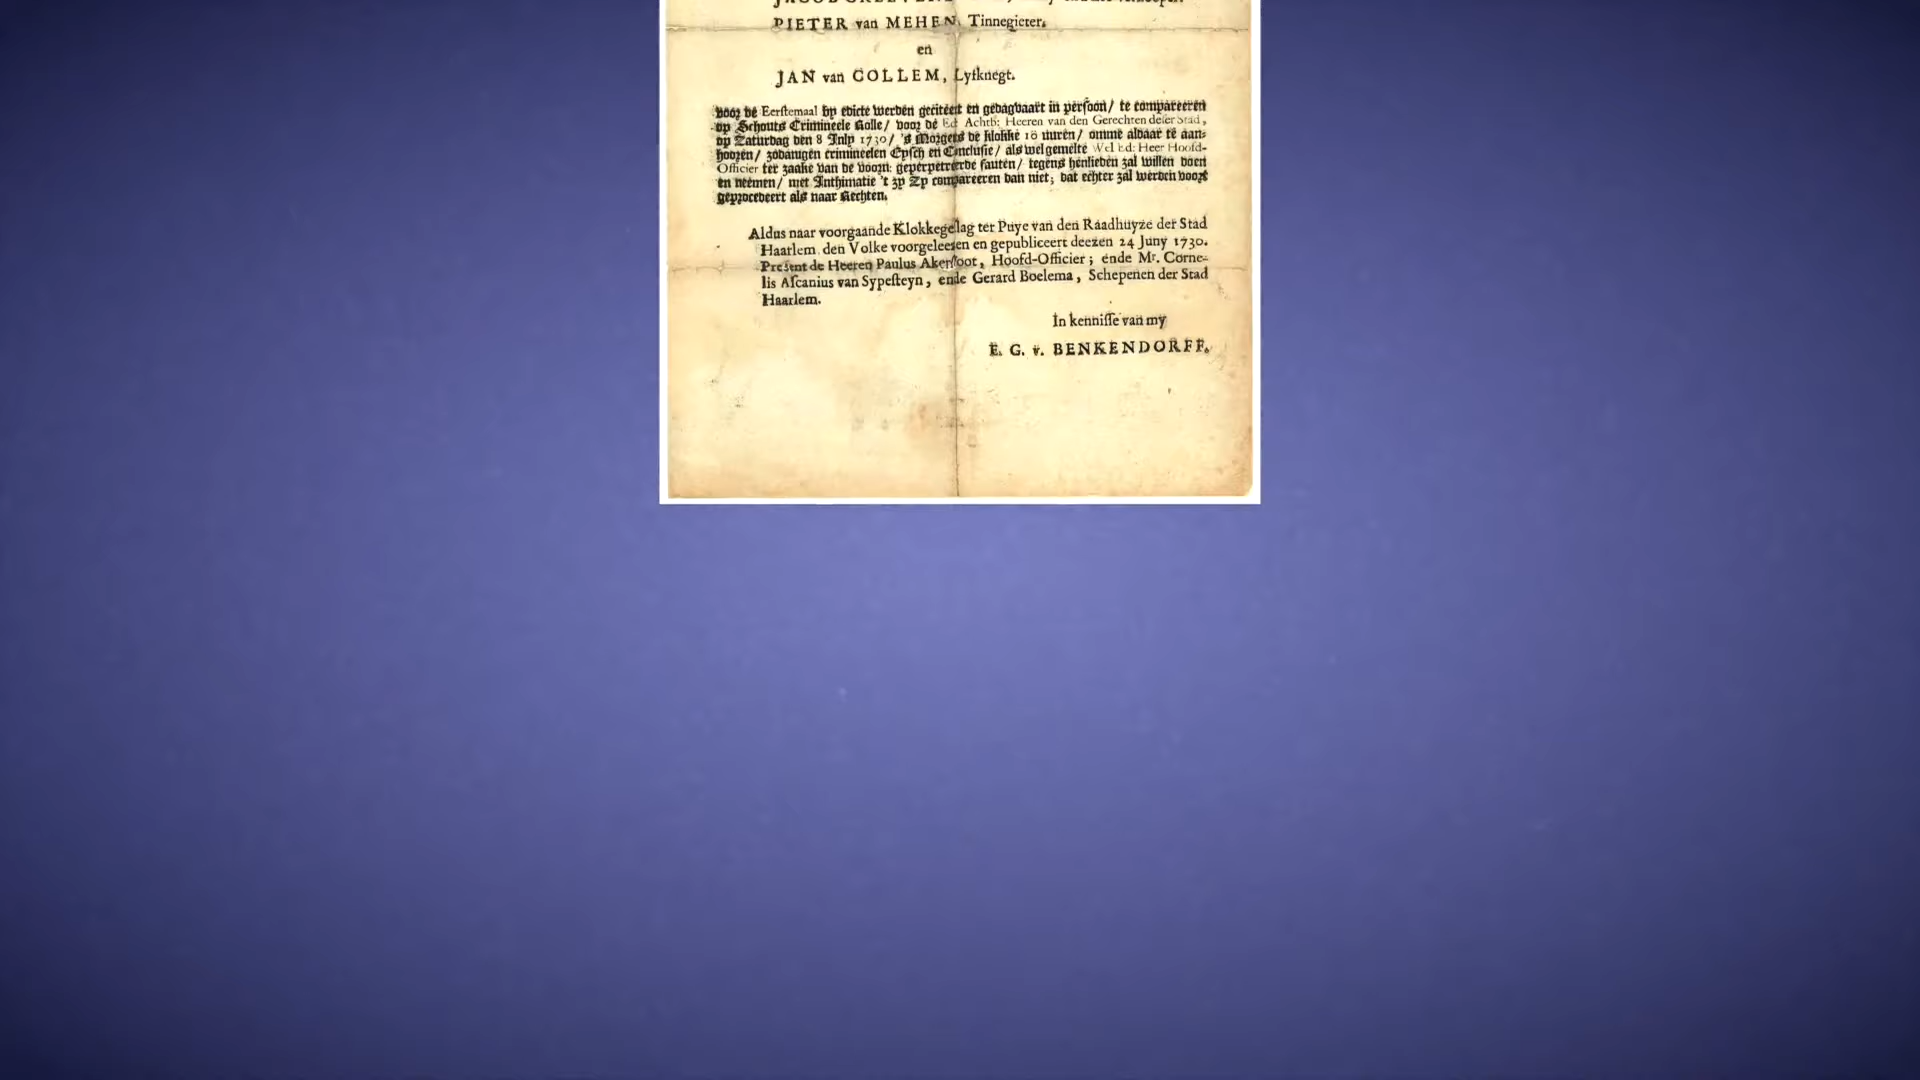 PIETER van MEHEN, Tinnegieter.
en
JAN van COLLEM, Lyfknegt.
voor de Eerstemaal by edicte werden geciteert en gedagvaart in persoon/ te compareeren
op Schouts Crimineele Rolle/ voor de Ed Achtb: Heeren van den Gerechten deser Stad,
op Zaturdag den 8 July 1730/ 's Morgens de klokke 10 uuren/ omme aldaar te aan-
hooren/ zodanigen crimineelen Eysch en Conclusie/ als welgemelte Wel Ed: Heer Hoofd-
Officier ter zaake van de voorn: geperpetreerde fauten/ tegens henlieden zal willen doen
en neemen/ met Inthimatie 't zy Zy compareeren dan niet; dat echter zal werden voort
geprocedeert als naar Rechten.
Aldus naar voorgaande Klokkegeslag ter Puye van den Raadhuyze der Stad
Haarlem den Volke voorgeleesen en gepubliceert deezen 24 Juny 1730.
Present de Heeren Paulus Akersloot, Hoofd-Officier; ende Mr. Corne-
lis Ascanius van Sypesteyn, ende Gerard Boelema, Schepenen der Stad
Haarlem.
In kennisse van my
E. G. v. BENKENDORFF.